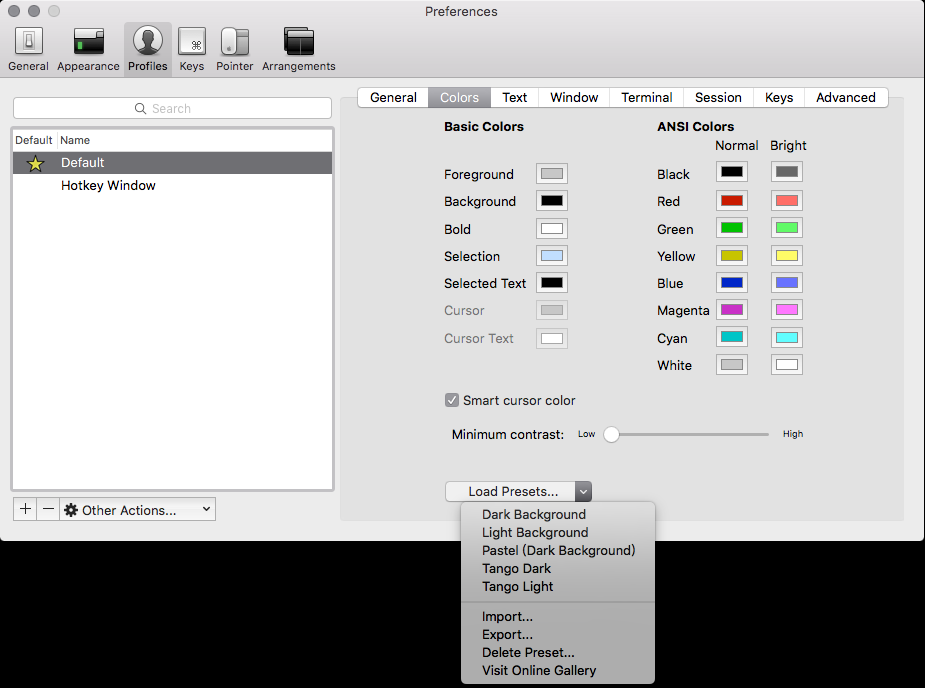 Preferences
General Appearance Profiles Keys Pointer Arrangements
Search
Default Name
Default
Hotkey Window
+ − Other Actions...
General Colors Text Window Terminal Session Keys Advanced
Basic Colors
Foreground
Background
Bold
Selection
Selected Text
Cursor
Cursor Text
ANSI Colors
Normal Bright
Black
Red
Green
Yellow
Blue
Magenta
Cyan
White
Smart cursor color
Minimum contrast: Low High
Load Presets...
Dark Background
Light Background
Pastel (Dark Background)
Tango Dark
Tango Light
Import...
Export...
Delete Preset...
Visit Online Gallery